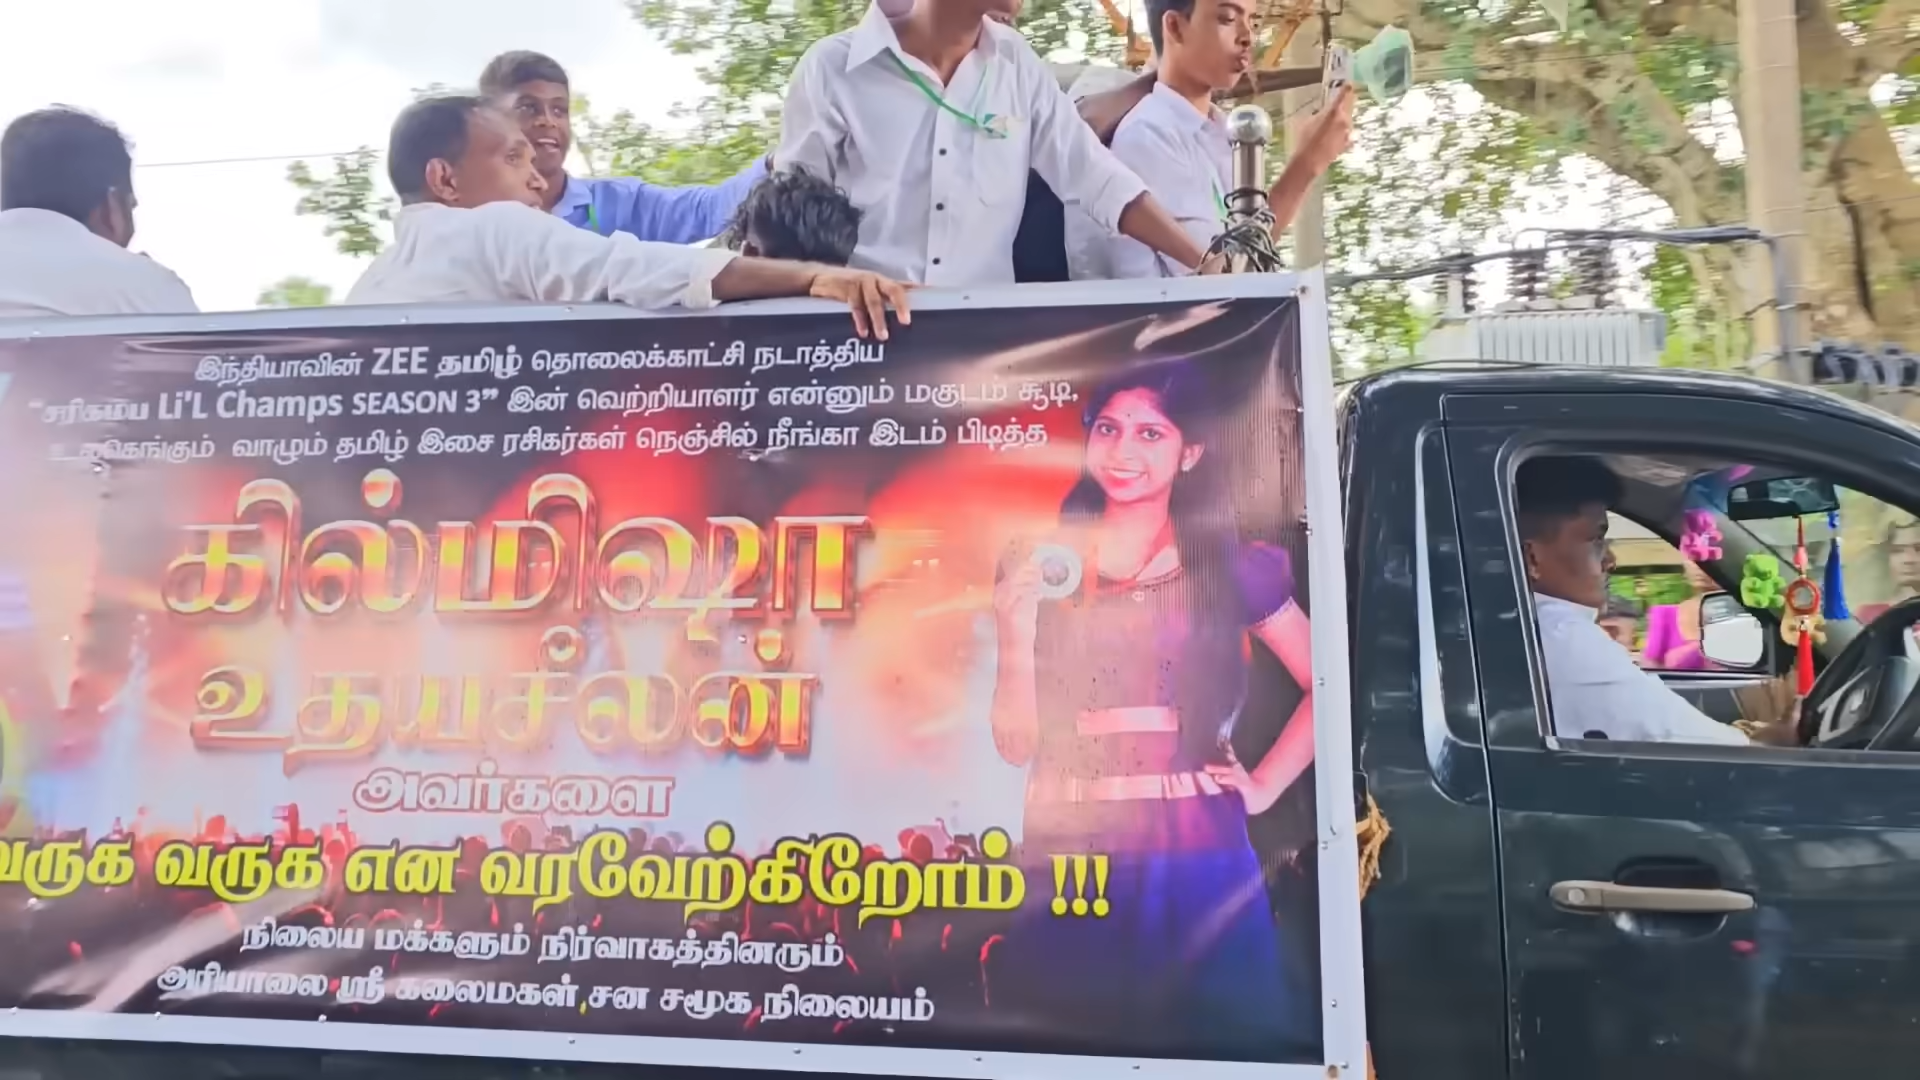 இந்தியாவின் ZEE தமிழ் தொலைக்காட்சி நடாத்திய
"சரிகமப Li'L Champs SEASON 3" இன் வெற்றியாளர் என்னும் மகுடம் சூடி,
உலகெங்கும் வாழும் தமிழ் இசை ரசிகர்கள் நெஞ்சில் நீங்கா இடம் பிடித்த
கில்மிஷா
உதயசீலன்
அவர்களை
வருக வருக என வரவேற்கிறோம் !!!
நிலைய மக்களும் நிர்வாகத்தினரும்
அரியாலை ஸ்ரீ கலைமகள் சன சமூக நிலையம்